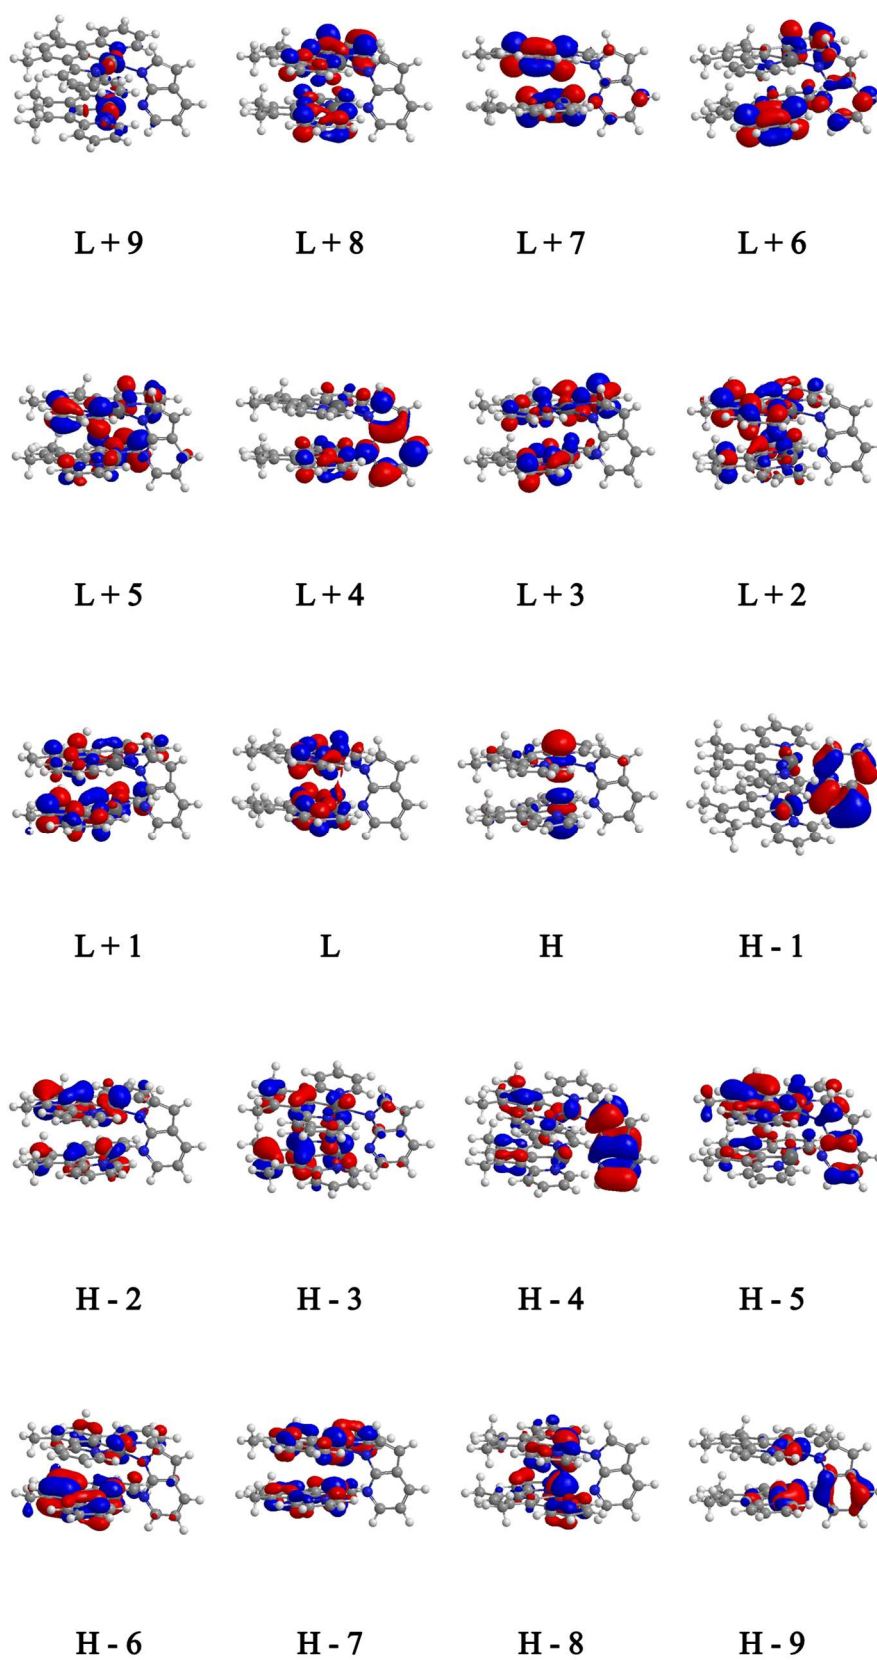 L + 9 L + 8 L + 7 L + 6
L + 5 L + 4 L + 3 L + 2
L + 1 L H H - 1
H - 2 H - 3 H - 4 H - 5
H - 6 H - 7 H - 8 H - 9